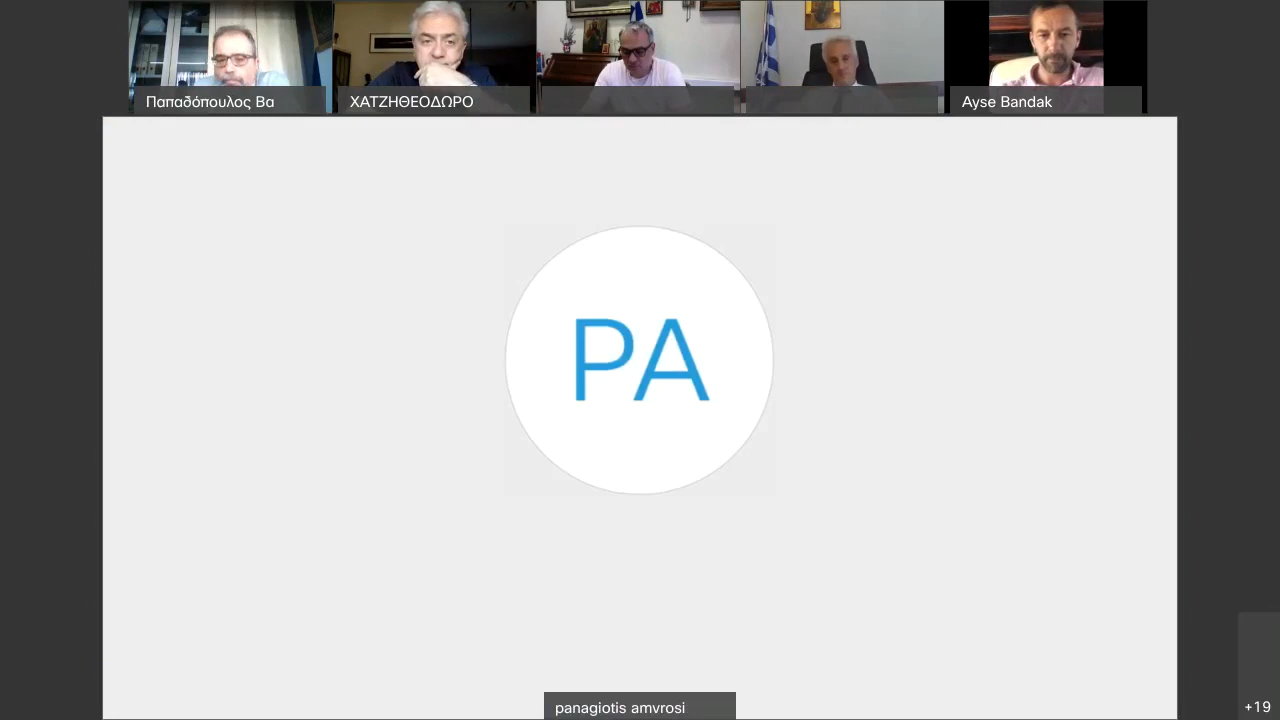 Παπαδόπουλος Βα
ΧΑΤΖΗΘΕΟΔΩΡΟ
Ayse Bandak
PA
panagiotis amvrosi
+19